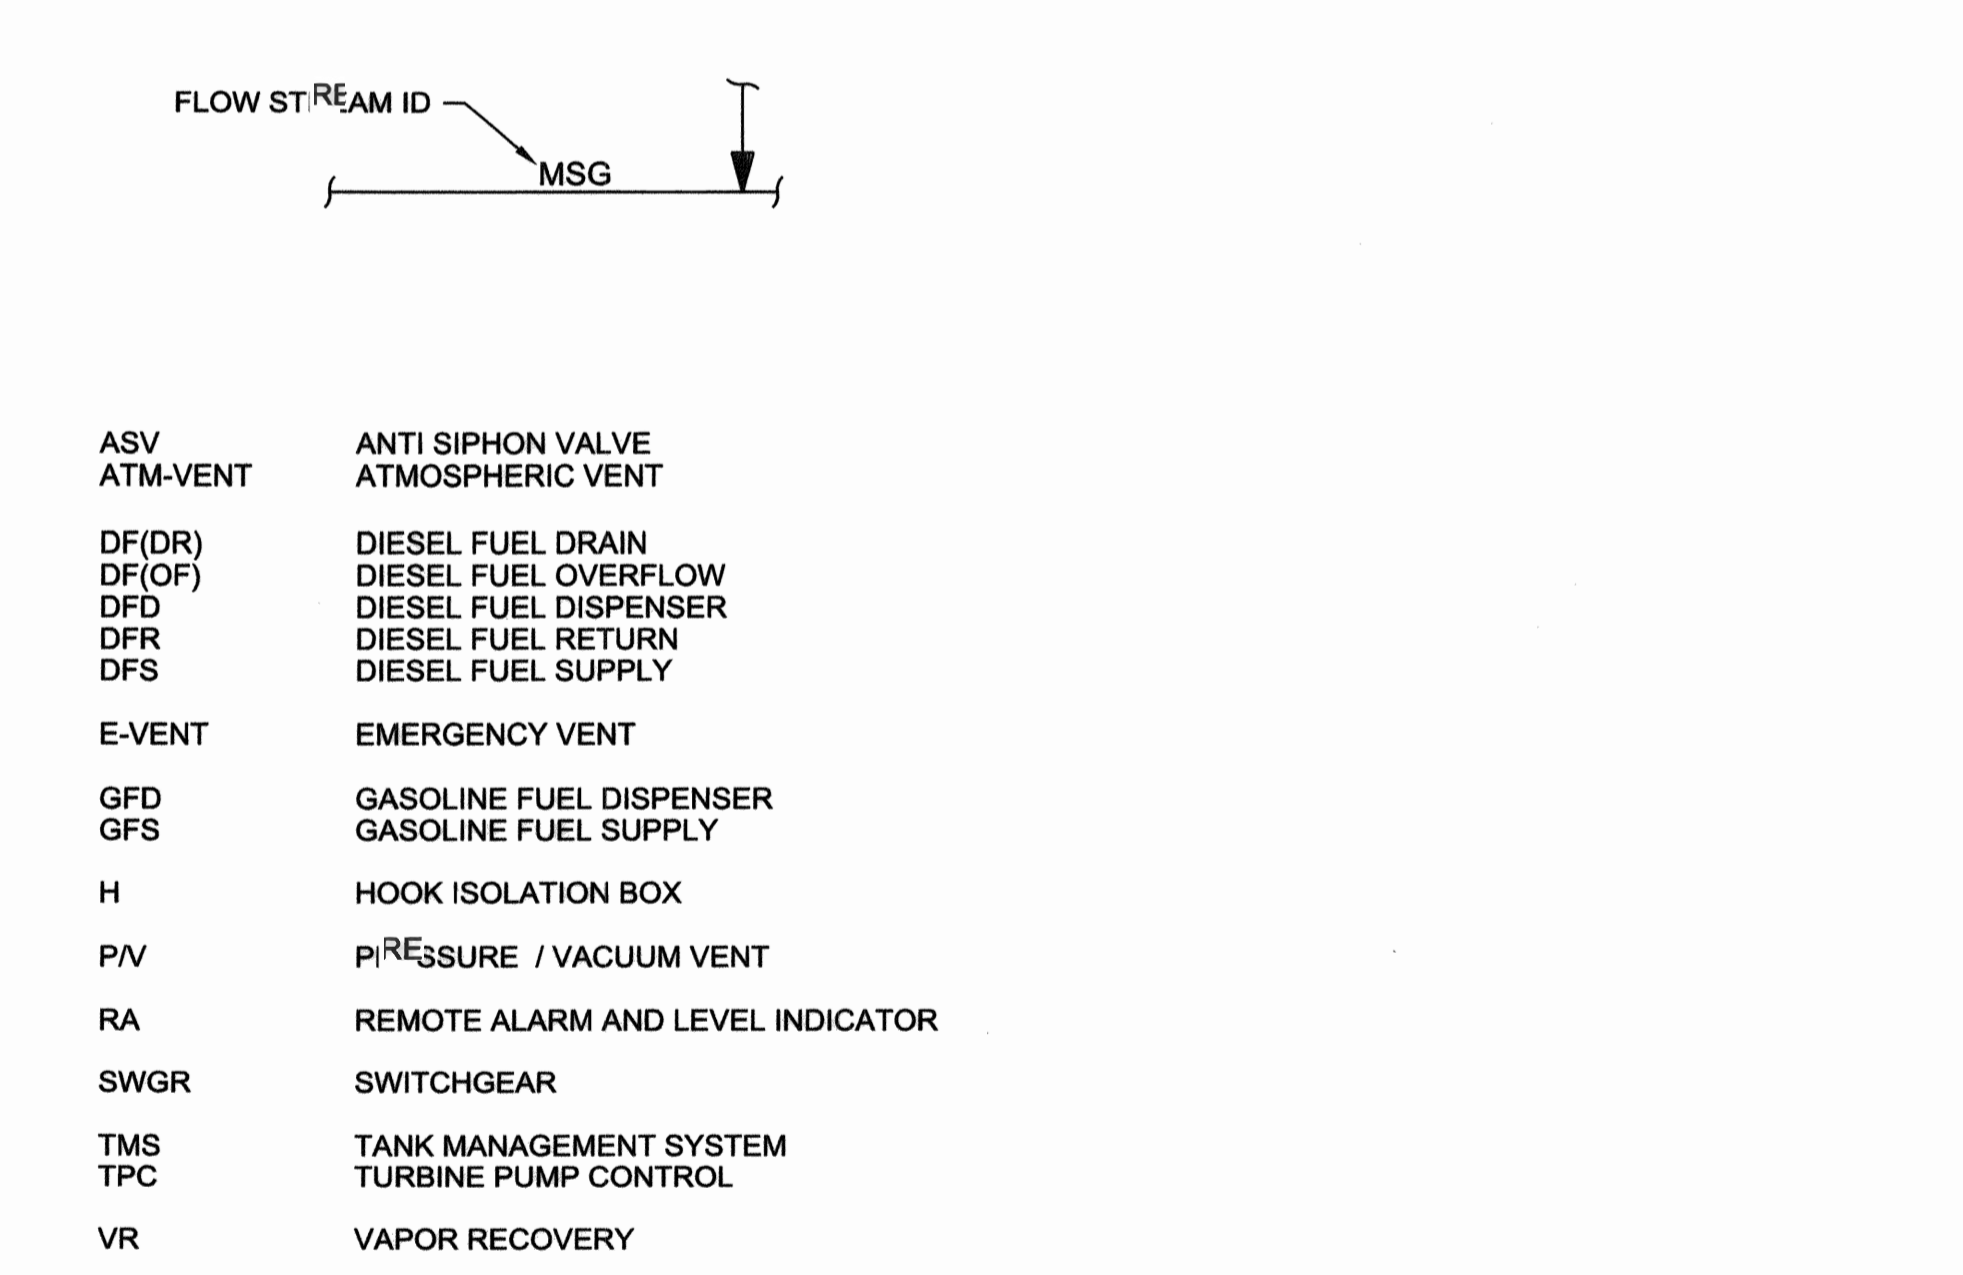 FLOW STREAM ID
MSG
ASV ANTI SIPHON VALVE
ATM-VENT ATMOSPHERIC VENT
DF(DR) DIESEL FUEL DRAIN
DF(OF) DIESEL FUEL OVERFLOW
DFD DIESEL FUEL DISPENSER
DFR DIESEL FUEL RETURN
DFS DIESEL FUEL SUPPLY
E-VENT EMERGENCY VENT
GFD GASOLINE FUEL DISPENSER
GFS GASOLINE FUEL SUPPLY
H HOOK ISOLATION BOX
P/V PRESSURE / VACUUM VENT
RA REMOTE ALARM AND LEVEL INDICATOR
SWGR SWITCHGEAR
TMS TANK MANAGEMENT SYSTEM
TPC TURBINE PUMP CONTROL
VR VAPOR RECOVERY